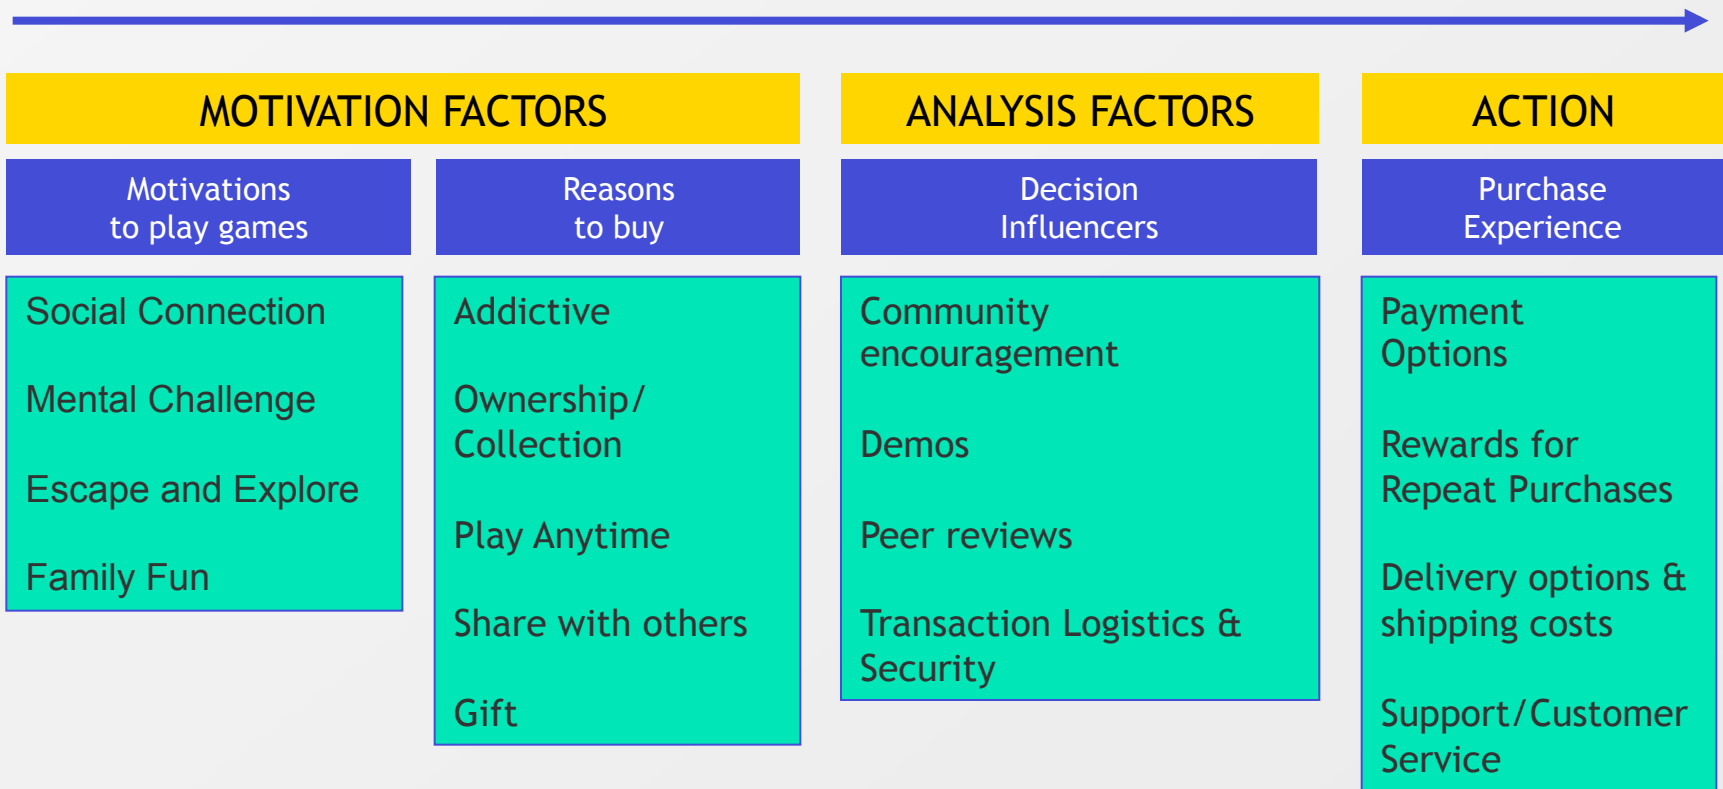 MOTIVATION FACTORS
ANALYSIS FACTORS
ACTION
Motivations
to play games
Reasons
to buy
Decision
Influencers
Purchase
Experience
Social Connection
Mental Challenge
Escape and Explore
Family Fun
Addictive
Ownership/
Collection
Play Anytime
Share with others
Gift
Community
encouragement
Demos
Peer reviews
Transaction Logistics &
Security
Payment
Options
Rewards for
Repeat Purchases
Delivery options &
shipping costs
Support/Customer
Service